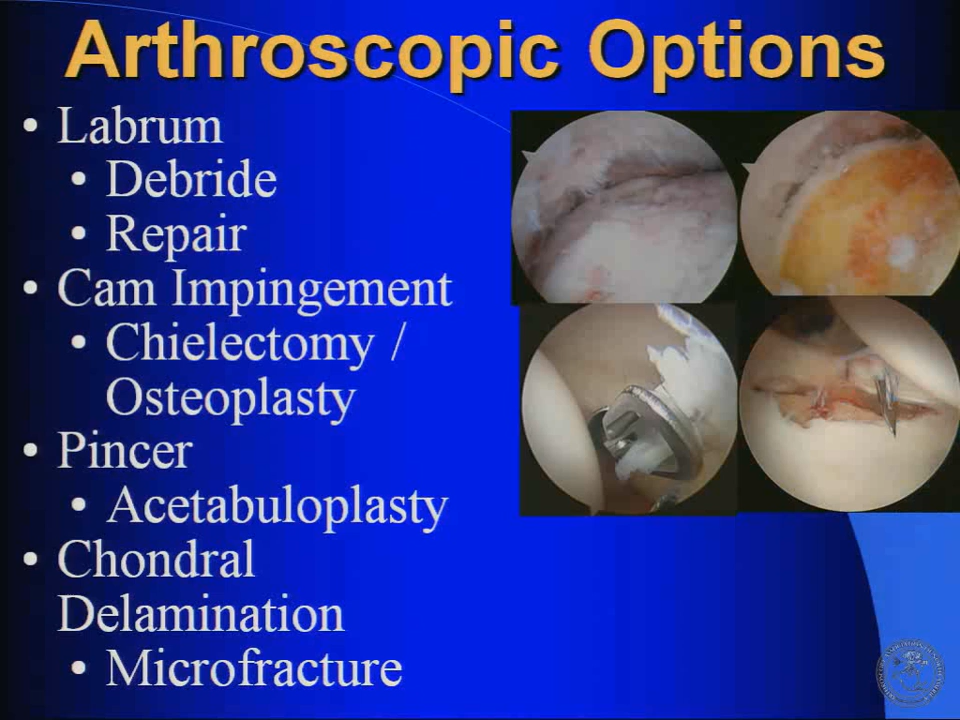 Arthroscopic Options
• Labrum
• Debride
• Repair
• Cam Impingement
• Chielectomy /
Osteoplasty
• Pincer
• Acetabuloplasty
• Chondral
Delamination
• Microfracture